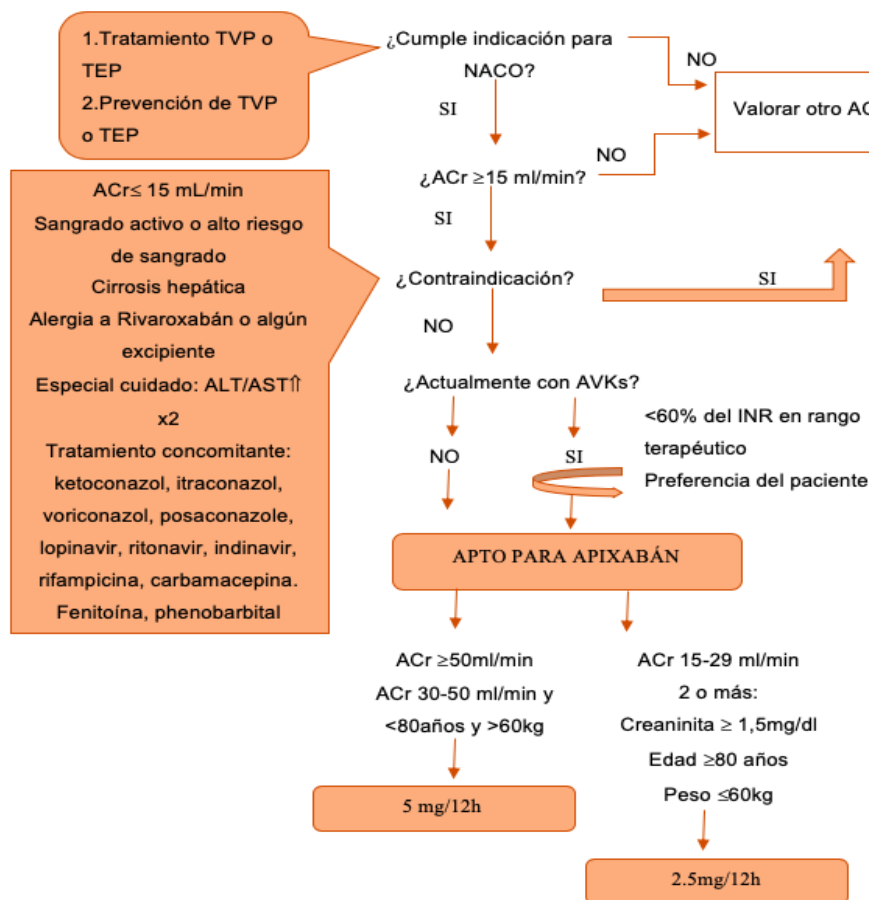 1.Tratamiento TVP o
TEP
2.Prevención de TVP
o TEP
¿Cumple indicación para
NACO?
NO
SI
Valorar otro AC
NO
¿ACr ≥15 ml/min?
SI
ACr≤ 15 mL/min
Sangrado activo o alto riesgo
de sangrado
Cirrosis hepática
Alergia a Rivaroxabán o algún
excipiente
Especial cuidado: ALT/AST⇑
x2
Tratamiento concomitante:
ketoconazol, itraconazol,
voriconazol, posaconazole,
lopinavir, ritonavir, indinavir,
rifampicina, carbamacepina.
Fenitoína, phenobarbital
¿Contraindicación?
SI
NO
¿Actualmente con AVKs?
NO
SI
<60% del INR en rango
terapéutico
Preferencia del paciente
APTO PARA APIXABÁN
ACr ≥50ml/min
ACr 30-50 ml/min y
<80años y >60kg
5 mg/12h
ACr 15-29 ml/min
2 o más:
Creaninita ≥ 1,5mg/dl
Edad ≥80 años
Peso ≤60kg
2.5mg/12h